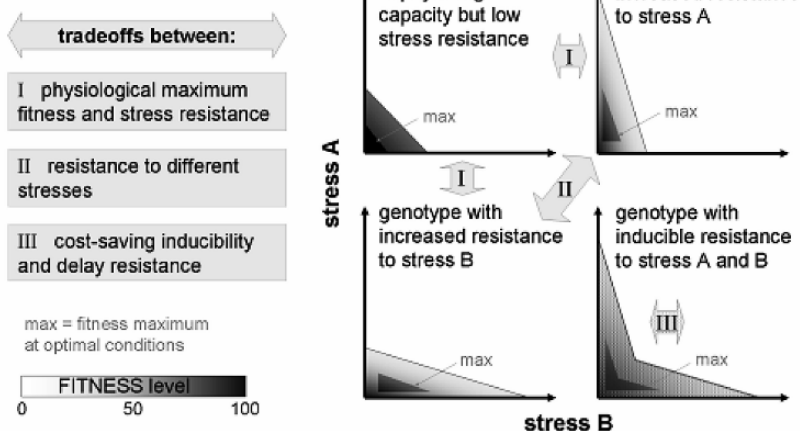 tradeoffs between:
I physiological maximum
fitness and stress resistance
II resistance to different
stresses
III cost-saving inducibility
and delay resistance
max = fitness maximum
at optimal conditions
FITNESS level
0 50 100
stress A
capacity but low
stress resistance
max
I
to stress A
max
I
II
genotype with
increased resistance
to stress B
max
genotype with
inducible resistance
to stress A and B
III
max
stress B